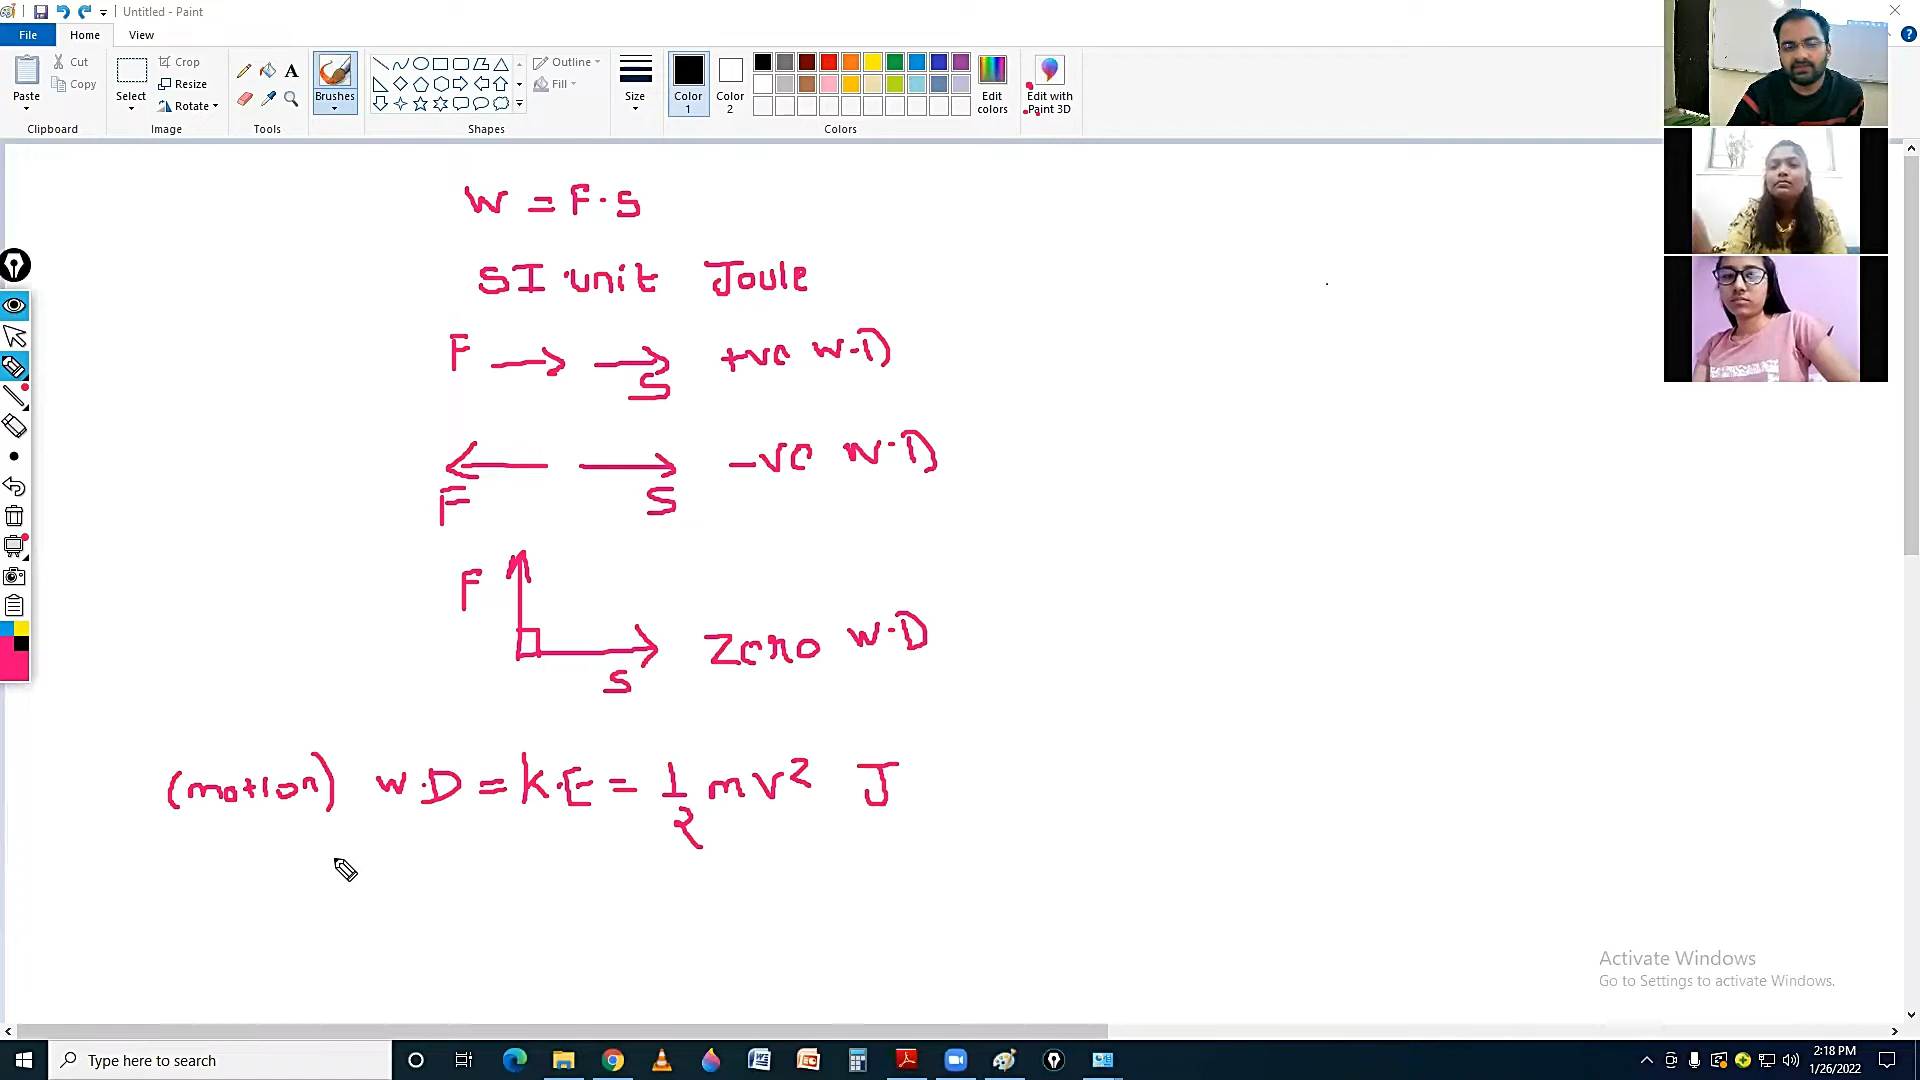 Untitled - Paint
File Home View
Paste Cut Copy Clipboard
Select Crop Resize Rotate Image
Tools
Brushes
Outline Fill Shapes
Size
Color 1 Color 2 Edit colors Colors
Edit with Paint 3D
W = F·S
SI unit Joule
F S +ve W·D
F S -ve W·D
F S Zero W·D
(motion) W·D = K·E = 1/2 mv² J
Activate Windows
Go to Settings to activate Windows.
Type here to search
2:18 PM
1/26/2022